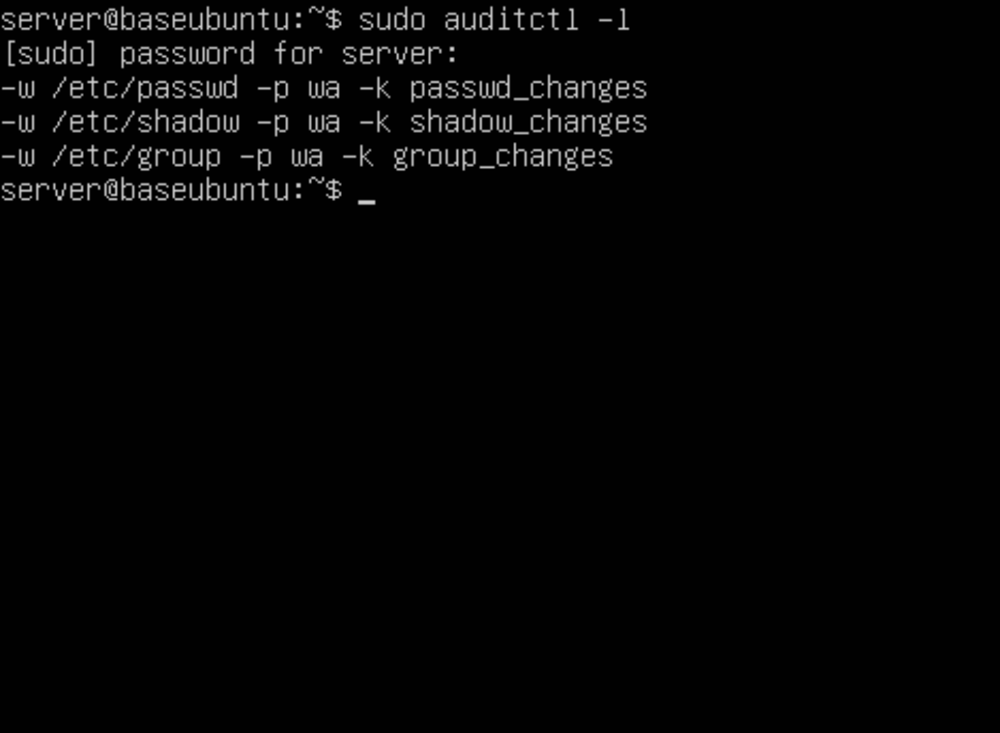 server@baseubuntu:~$ sudo auditctl -l
[sudo] password for server:
-w /etc/passwd -p wa -k passwd_changes
-w /etc/shadow -p wa -k shadow_changes
-w /etc/group -p wa -k group_changes
server@baseubuntu:~$ _